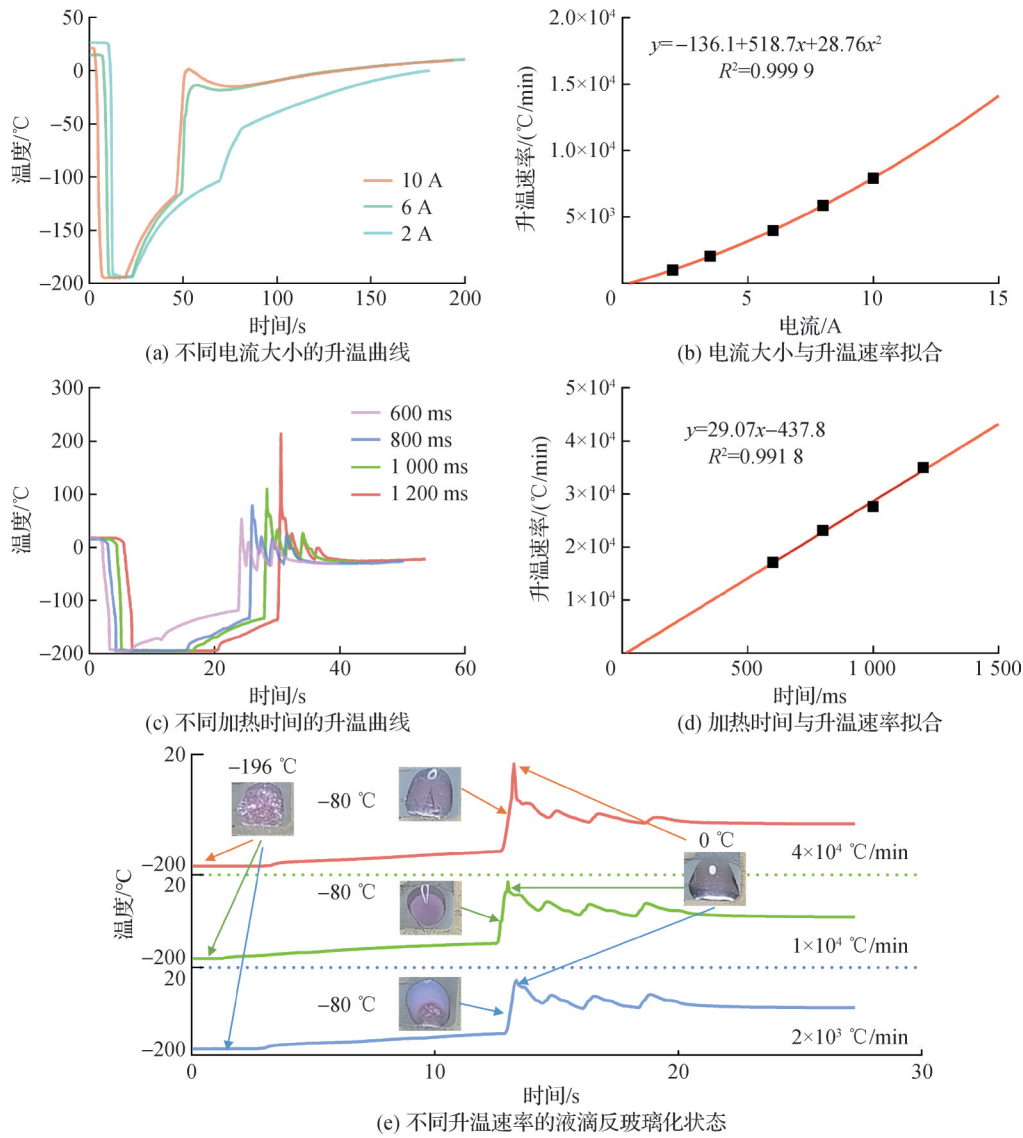 50
0
−50
−100
−150
−200
温度/℃
10 A
6 A
2 A
0
50
100
150
200
时间/s
(a) 不同电流大小的升温曲线
2.0×10⁴
1.5×10⁴
1.0×10⁴
5×10³
0
升温速率/(℃/min)
y=−136.1+518.7x+28.76x²
R²=0.999 9
5
10
15
电流/A
(b) 电流大小与升温速率拟合
300
200
100
0
−100
−200
温度/℃
600 ms
800 ms
1 000 ms
1 200 ms
0
20
40
60
时间/s
(c) 不同加热时间的升温曲线
5×10⁴
4×10⁴
3×10⁴
2×10⁴
1×10⁴
0
升温速率/(℃/min)
y=29.07x−437.8
R²=0.991 8
500
1 000
1 500
时间/ms
(d) 加热时间与升温速率拟合
20
−196 ℃
−80 ℃
0 ℃
−200
4×10⁴ ℃/min
20
−80 ℃
温度/℃
−200
1×10⁴ ℃/min
20
−80 ℃
−200
2×10³ ℃/min
0
10
20
30
时间/s
(e) 不同升温速率的液滴反玻璃化状态